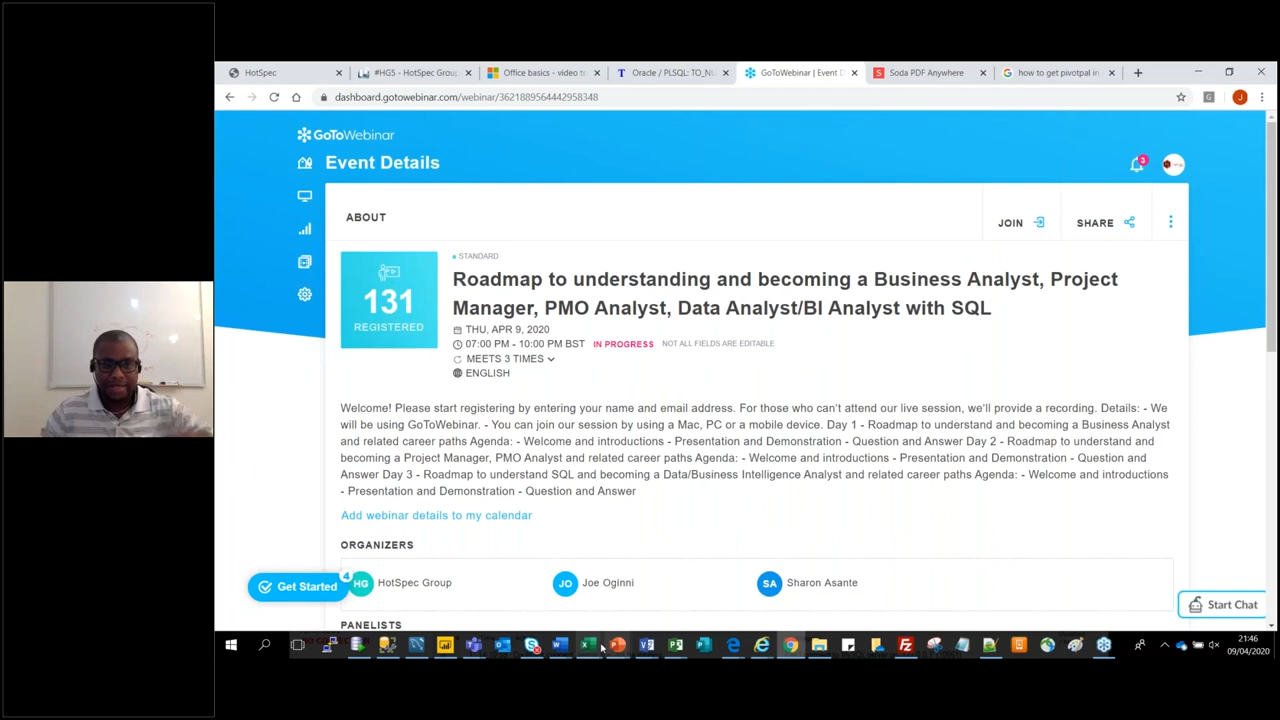 HotSpec
#HG5 - HotSpec Group
Office basics - video t
Oracle / PLSQL: TO_NU
GoToWebinar | Event D
Soda PDF Anywhere
how to get pivotpal in
dashboard.gotowebinar.com/webinar/3621889564442958348
G
J
GoToWebinar
Event Details
3
ABOUT
JOIN
SHARE
131
REGISTERED
STANDARD
Roadmap to understanding and becoming a Business Analyst, Project
Manager, PMO Analyst, Data Analyst/BI Analyst with SQL
THU, APR 9, 2020
07:00 PM - 10:00 PM BST IN PROGRESS NOT ALL FIELDS ARE EDITABLE
MEETS 3 TIMES
ENGLISH
Welcome! Please start registering by entering your name and email address. For those who can't attend our live session, we'll provide a recording. Details: - We
will be using GoToWebinar. - You can join our session by using a Mac, PC or a mobile device. Day 1 - Roadmap to understand and becoming a Business Analyst
and related career paths Agenda: - Welcome and introductions - Presentation and Demonstration - Question and Answer Day 2 - Roadmap to understand and
becoming a Project Manager, PMO Analyst and related career paths Agenda: - Welcome and introductions - Presentation and Demonstration - Question and
Answer Day 3 - Roadmap to understand SQL and becoming a Data/Business Intelligence Analyst and related career paths Agenda: - Welcome and introductions
- Presentation and Demonstration - Question and Answer
Add webinar details to my calendar
ORGANIZERS
HG HotSpec Group
JO Joe Oginni
SA Sharon Asante
Get Started
4
Start Chat
PANELISTS
21:46
09/04/2020